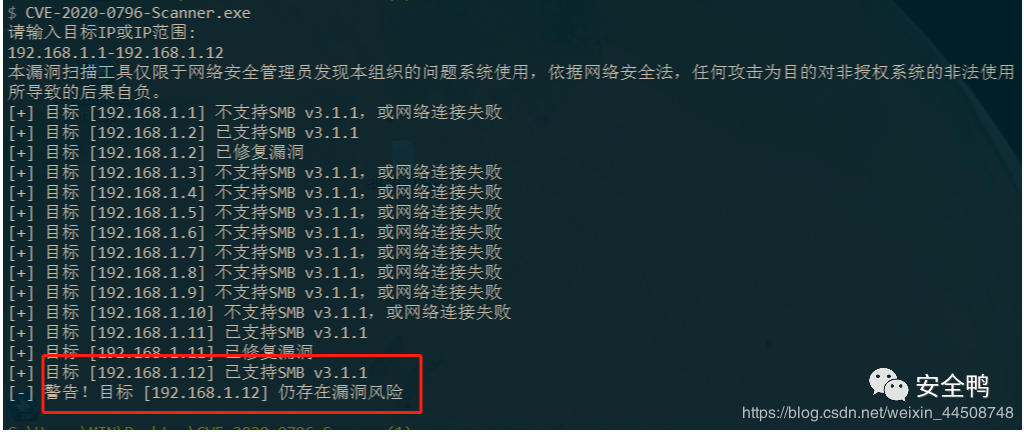 $ CVE-2020-0796-Scanner.exe
请输入目标IP或IP范围:
192.168.1.1-192.168.1.12
本漏洞扫描工具仅限于网络安全管理员发现本组织的问题系统使用，依据网络安全法，任何攻击为目的对非授权系统的非法使用
所导致的后果自负。
[+] 目标 [192.168.1.1] 不支持SMB v3.1.1，或网络连接失败
[+] 目标 [192.168.1.2] 已支持SMB v3.1.1
[+] 目标 [192.168.1.2] 已修复漏洞
[+] 目标 [192.168.1.3] 不支持SMB v3.1.1，或网络连接失败
[+] 目标 [192.168.1.4] 不支持SMB v3.1.1，或网络连接失败
[+] 目标 [192.168.1.5] 不支持SMB v3.1.1，或网络连接失败
[+] 目标 [192.168.1.6] 不支持SMB v3.1.1，或网络连接失败
[+] 目标 [192.168.1.7] 不支持SMB v3.1.1，或网络连接失败
[+] 目标 [192.168.1.8] 不支持SMB v3.1.1，或网络连接失败
[+] 目标 [192.168.1.9] 不支持SMB v3.1.1，或网络连接失败
[+] 目标 [192.168.1.10] 不支持SMB v3.1.1，或网络连接失败
[+] 目标 [192.168.1.11] 已支持SMB v3.1.1
[+] 目标 [192.168.1.11] 已修复漏洞
[+] 目标 [192.168.1.12] 已支持SMB v3.1.1
[-] 警告！目标 [192.168.1.12] 仍存在漏洞风险
安全鸭
https://blog.csdn.net/weixin_44508748